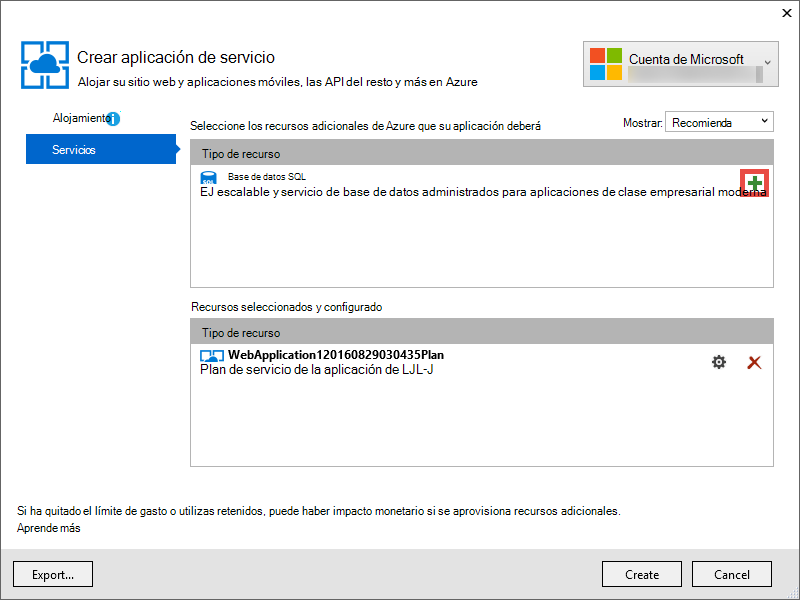 Crear aplicación de servicio
Alojar su sitio web y aplicaciones móviles, las API del resto y más en Azure
Cuenta de Microsoft
Alojamiento
Servicios
Seleccione los recursos adicionales de Azure que su aplicación deberá
Mostrar: Recomienda
Tipo de recurso
Base de datos SQL
EJ escalable y servicio de base de datos administrados para aplicaciones de clase empresarial moderna
Recursos seleccionados y configurado
Tipo de recurso
WebApplication120160829030435Plan
Plan de servicio de la aplicación de LJL-J
Si ha quitado el límite de gasto o utilizas retenidos, puede haber impacto monetario si se aprovisiona recursos adicionales.
Aprende más
Export...
Create
Cancel